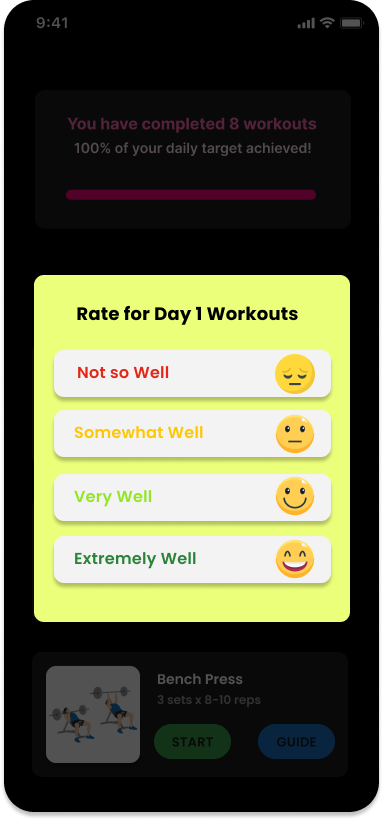 9:41
You have completed 8 workouts
100% of your daily target achieved!
Rate for Day 1 Workouts
Not so Well
Somewhat Well
Very Well
Extremely Well
Bench Press
3 sets x 8-10 reps
START GUIDE